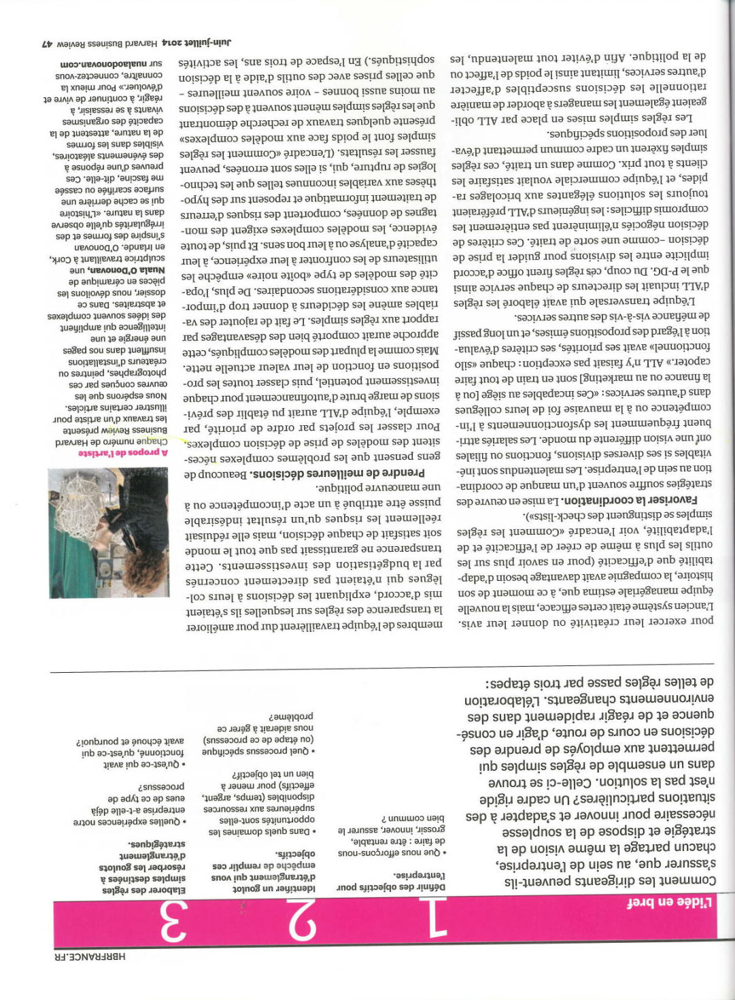 HBRFRANCE.FR
L'idée en bref
1
2
3
Comment les dirigeants peuvent-ils
s'assurer que, au sein de l'entreprise,
chacun partage la même vision de la
stratégie et dispose de la souplesse
nécessaire pour innover et s'adapter à des
situations particulières? Un cadre rigide
n'est pas la solution. Celle-ci se trouve
dans un ensemble de règles simples qui
permettent aux employés de prendre des
décisions en cours de route, d'agir en consé-
quence et de réagir rapidement dans des
environnements changeants. L'élaboration
de telles règles passe par trois étapes:
Définir des objectifs pour
l'entreprise.
• Que nous efforçons-nous
de faire : être rentable,
grossir, innover, assurer le
bien commun ?
Identifier un goulot
d'étranglement qui vous
empêche de remplir ces
objectifs.
• Dans quels domaines les
opportunités sont-elles
supérieures aux ressources
disponibles (temps, argent,
effectifs) pour mener à
bien un tel objectif?
• Quel processus spécifique
(ou étape de ce processus)
nous aiderait à gérer ce
problème?
Elaborer des règles
simples destinées à
résorber les goulots
d'étranglement
stratégiques.
• Quelles expériences notre
entreprise a-t-elle déjà
eues de ce type de
processus?
• Qu'est-ce qui avait
fonctionné, qu'est-ce qui
avait échoué et pourquoi?
pour exercer leur créativité ou donner leur avis.
L'ancien système était certes efficace, mais la nouvelle
équipe managériale estima que, à ce moment de son
histoire, la compagnie avait davantage besoin d'adap-
tabilité que d'efficacité (pour en savoir plus sur les
outils les plus à même de créer de l'efficacité et de
l'adaptabilité, voir l'encadré «Comment les règles
simples se distinguent des check-lists»).
Favoriser la coordination. La mise en œuvre des
stratégies souffre souvent d'un manque de coordina-
tion au sein de l'entreprise. Les malentendus sont iné-
vitables si ses diverses divisions, fonctions ou filiales
ont une vision différente du monde. Les salariés attri-
buent fréquemment les dysfonctionnements à l'in-
compétence ou à la mauvaise foi de leurs collègues
dans d'autres services: «Ces incapables au siège [ou à
la finance ou au marketing] sont en train de tout faire
capoter.» ALL n'y faisait pas exception: chaque «silo
fonctionnel» avait ses priorités, ses critères d'évalua-
tion à l'égard des propositions émises, et un long passif
de méfiance vis-à-vis des autres services.
L'équipe transversale qui avait élaboré les règles
d'ALL incluait les directeurs de chaque service ainsi
que le P-DG. Du coup, ces règles firent office d'accord
implicite entre les divisions pour guider la prise de
décision –comme une sorte de traité. Ces critères de
décision négociés n'éliminèrent pas entièrement les
compromis difficiles: les ingénieurs d'ALL préféraient
toujours les solutions élégantes aux bricolages ra-
pides, et l'équipe commerciale voulait satisfaire les
clients à tout prix. Comme dans un traité, ces règles
simples fixèrent un cadre commun permettant d'éva-
luer des propositions spécifiques.
Les règles simples mises en place par ALL obli-
geaient également les managers à aborder de manière
rationnelle les décisions susceptibles d'affecter
d'autres services, limitant ainsi le poids de l'affect ou
de la politique. Afin d'éviter tout malentendu, les
membres de l'équipe travaillèrent dur pour améliorer
la transparence des règles sur lesquelles ils s'étaient
mis d'accord, expliquant les décisions à leurs col-
lègues qui n'étaient pas directement concernés
par la budgétisation des investissements. Cette
transparence ne garantissait pas que tout le monde
soit satisfait de chaque décision, mais elle réduisait
réellement les risques qu'un résultat indésirable
puisse être attribué à un acte d'incompétence ou à
une manœuvre politique.
Prendre de meilleures décisions. Beaucoup de
gens pensent que les problèmes complexes néces-
sitent des modèles de prise de décision complexes.
Pour classer les projets par ordre de priorité, par
exemple, l'équipe d'ALL aurait pu établir des prévi-
sions de marge brute d'autofinancement pour chaque
investissement potentiel, puis classer toutes les pro-
positions en fonction de leur valeur actuelle nette.
Mais comme la plupart des modèles compliqués, cette
approche aurait comporté bien des désavantages par
rapport aux règles simples. Le fait de rajouter des va-
riables amène les décideurs à donner trop d'impor-
tance aux considérations secondaires. De plus, l'opa-
cité des modèles de type «boîte noire» empêche les
utilisateurs de les confronter à leur expérience, à leur
capacité d'analyse ou à leur bon sens. Et puis, de toute
évidence, les modèles complexes exigent des mon-
tagnes de données, comportent des risques d'erreurs
de traitement informatique et reposent sur des hypo-
thèses aux variables inconnues telles que les techno-
logies de rupture, qui, si elles sont erronées, peuvent
fausser les résultats. (L'encadré «Comment les règles
simples font le poids face aux modèles complexes»
présente quelques travaux de recherche démontrant
que les règles simples mènent souvent à des décisions
au moins aussi bonnes – voire souvent meilleures –
que celles prises avec des outils d'aide à la décision
sophistiqués.) En l'espace de trois ans, les activités
A propos de l'artiste
Chaque numéro de Harvard
Business Review présente
les travaux d'un artiste pour
illustrer certains articles.
Nous espérons que les
œuvres conçues par ces
photographes, peintres ou
créateurs d'installations
insufflent dans nos pages
une énergie et une
intelligence qui amplifient
des idées souvent complexes
et abstraites. Dans ce
dossier, nous dévoilons les
pièces en céramique de
Nuala O'Donovan, une
sculptrice travaillant à Cork,
en Irlande. O'Donovan
s'inspire des formes et des
irrégularités qu'elle observe
dans la nature. «L'histoire
qui se cache derrière une
surface scarifiée ou cassée
me fascine, dit-elle. Ces
preuves d'une réponse à
des événements aléatoires,
visibles dans les formes
de la nature, attestent de la
capacité des organismes
vivants à se ressaisir, à
réagir, à continuer de vivre et
d'évoluer.» Pour mieux la
connaître, connectez-vous
sur nualaodonovan.com
Juin-juillet 2014 Harvard Business Review 47